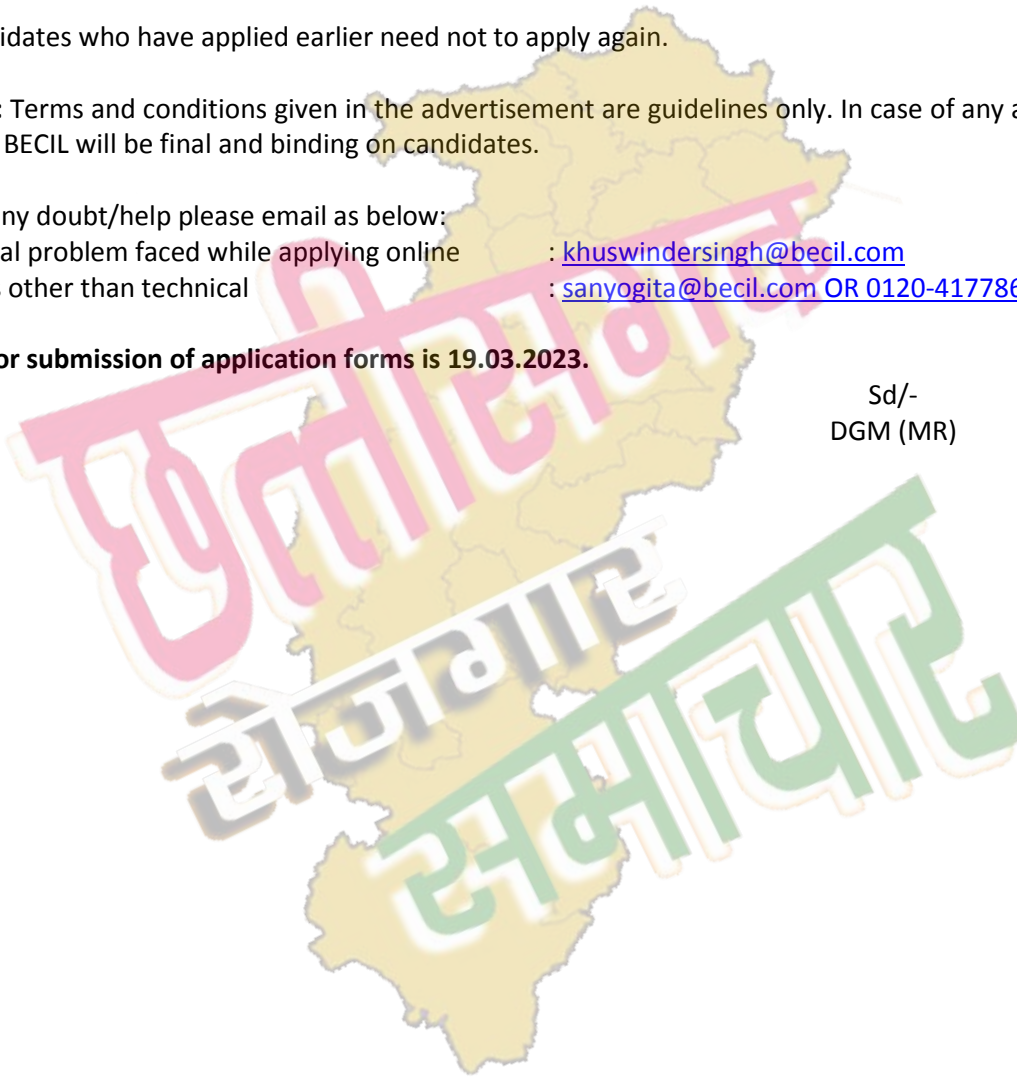 idates who have applied earlier need not to apply again.
: Terms and conditions given in the advertisement are guidelines only. In case of any a
BECIL will be final and binding on candidates.
ny doubt/help please email as below:
al problem faced while applying online : khuswindersingh@becil.com
s other than technical : sanyogita@becil.com OR 0120-417786
or submission of application forms is 19.03.2023.
Sd/-
DGM (MR)
छत्तीसगढ़
रोजगार
समाचार